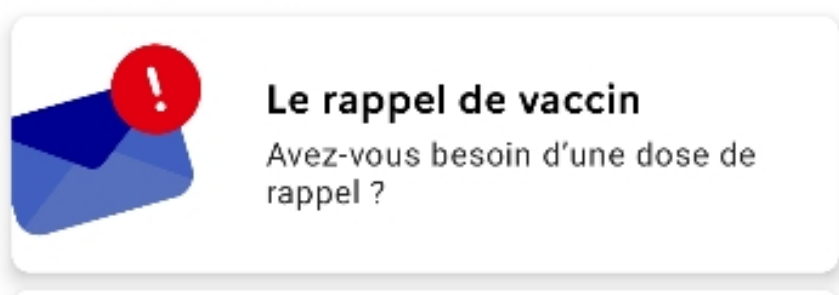 Le rappel de vaccin
Avez-vous besoin d’une dose de
rappel ?